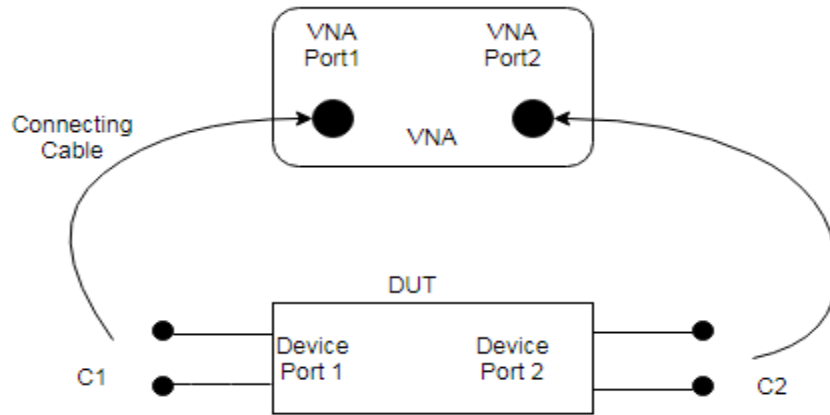 VNA
Port1
VNA
Port2
Connecting
Cable
VNA
DUT
Device
Port 1
Device
Port 2
C1
C2